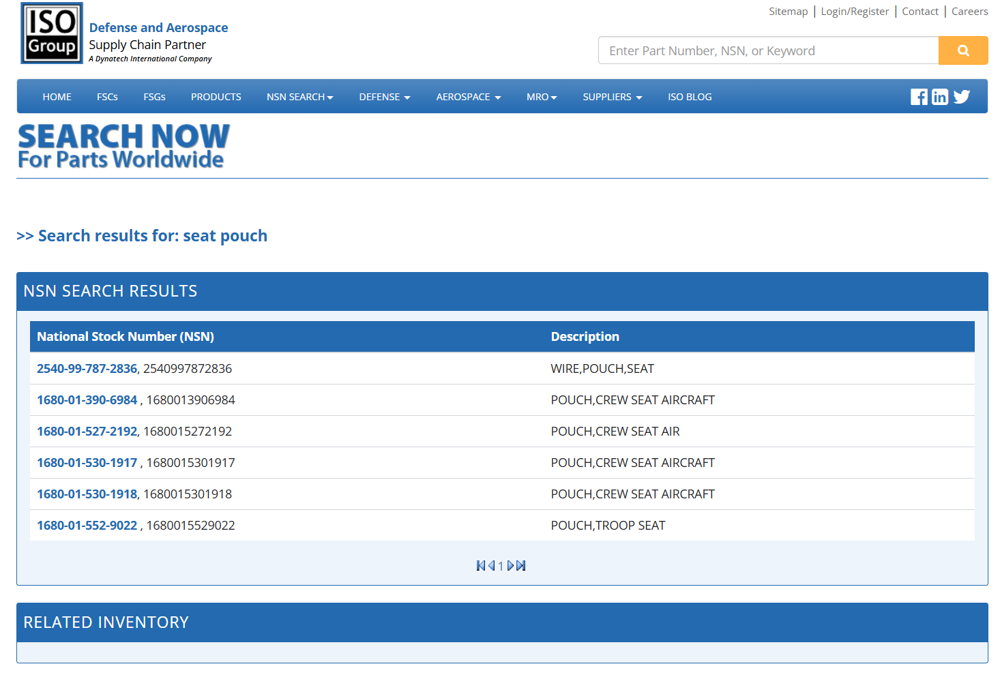 ISO
Group
Defense and Aerospace
Supply Chain Partner
A Dynatech International Company
Sitemap | Login/Register | Contact | Careers
Enter Part Number, NSN, or Keyword
HOME FSCs FSGs PRODUCTS NSN SEARCH DEFENSE AEROSPACE MRO SUPPLIERS ISO BLOG
SEARCH NOW
For Parts Worldwide
>> Search results for: seat pouch
NSN SEARCH RESULTS
National Stock Number (NSN) Description
2540-99-787-2836, 2540997872836 WIRE,POUCH,SEAT
1680-01-390-6984 , 1680013906984 POUCH,CREW SEAT AIRCRAFT
1680-01-527-2192, 1680015272192 POUCH,CREW SEAT AIR
1680-01-530-1917 , 1680015301917 POUCH,CREW SEAT AIRCRAFT
1680-01-530-1918, 1680015301918 POUCH,CREW SEAT AIRCRAFT
1680-01-552-9022 , 1680015529022 POUCH,TROOP SEAT
1
RELATED INVENTORY